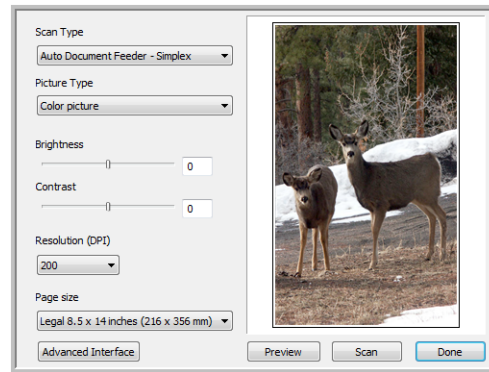 Scan Type
Auto Document Feeder - Simplex
Picture Type
Color picture
Brightness
0
Contrast
0
Resolution (DPI)
200
Page size
Legal 8.5 x 14 inches (216 x 356 mm)
Advanced Interface
Preview
Scan
Done